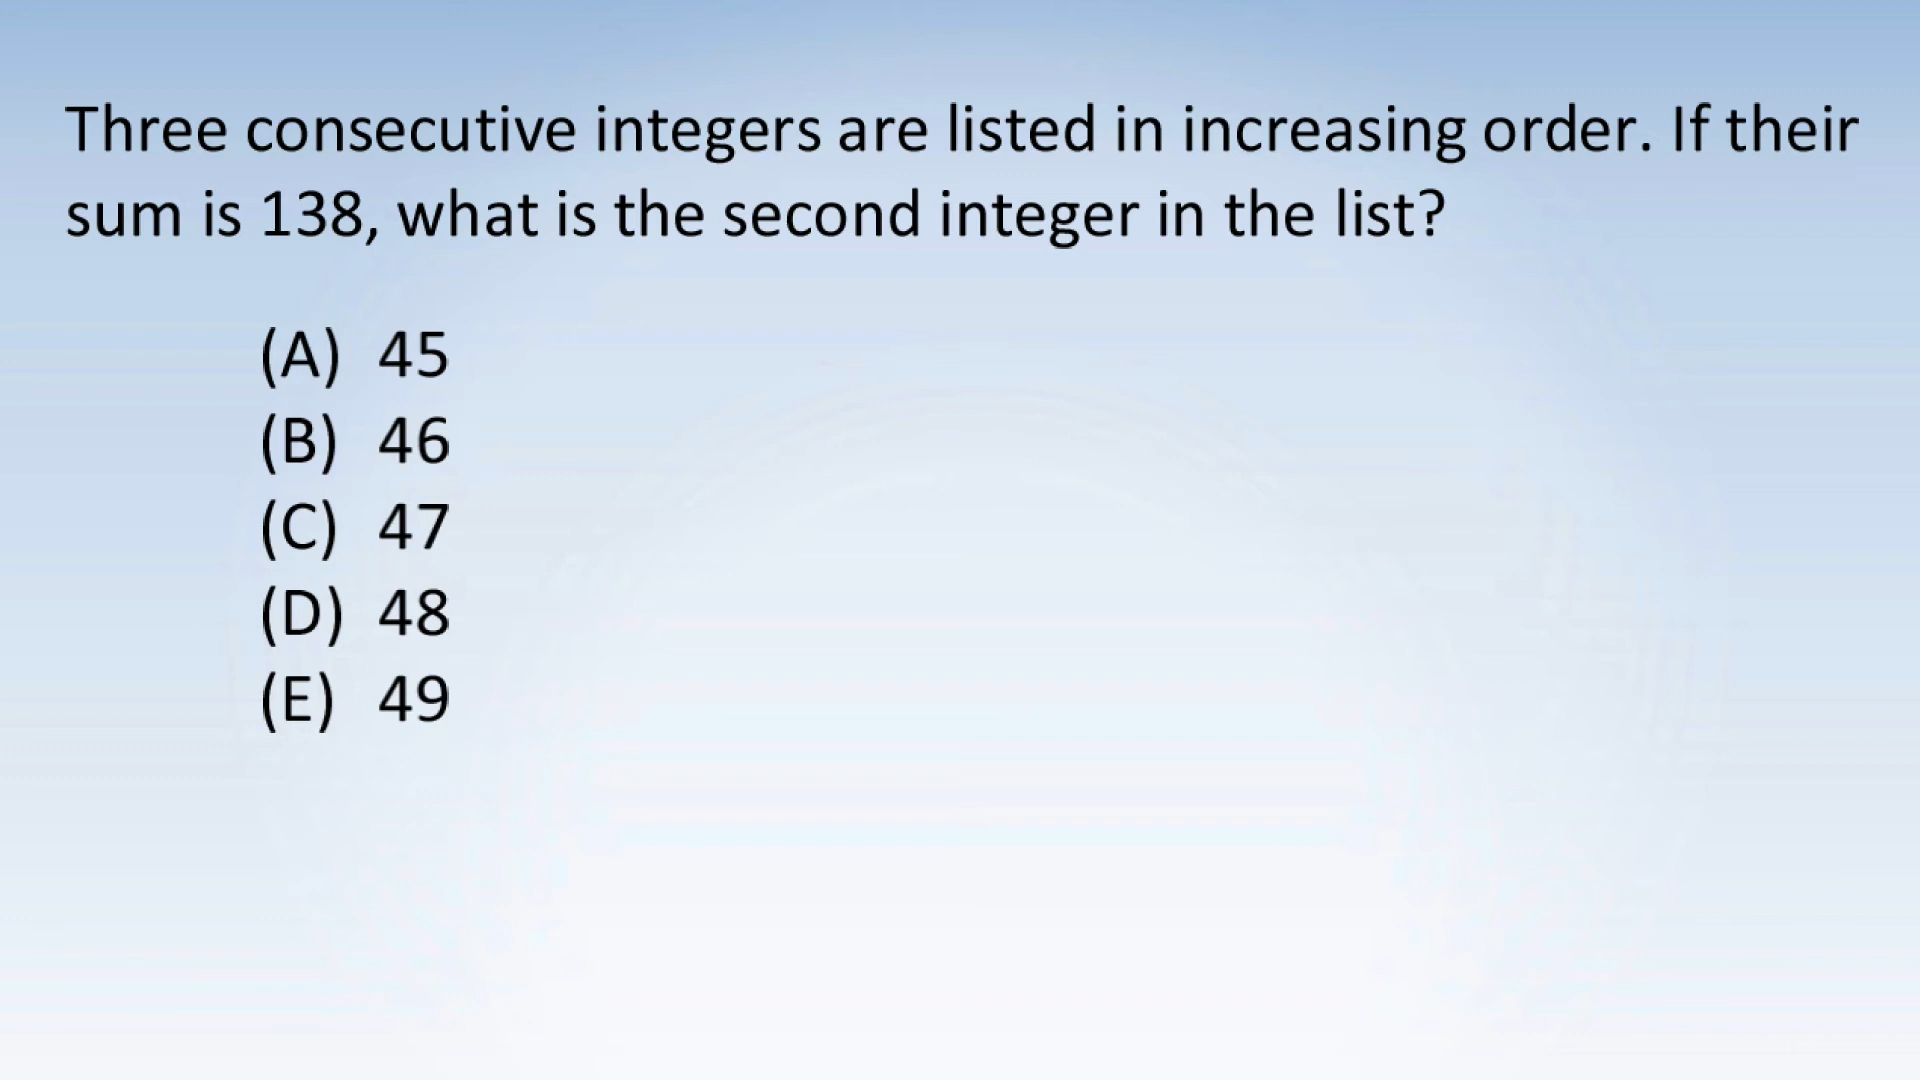 Three consecutive integers are listed in increasing order. If their
sum is 138, what is the second integer in the list?
(A) 45
(B) 46
(C) 47
(D) 48
(E) 49